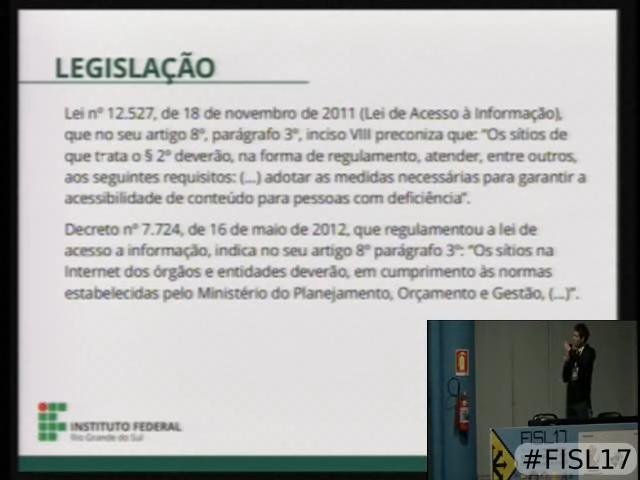 LEGISLAÇÃO
Lei nº 12.527, de 18 de novembro de 2011 (Lei de Acesso à Informação),
que no seu artigo 8º, parágrafo 3º, inciso VIII preconiza que: “Os sítios de
que trata o § 2º deverão, na forma de regulamento, atender, entre outros,
aos seguintes requisitos: (...) adotar as medidas necessárias para garantir a
acessibilidade de conteúdo para pessoas com deficiência”.
Decreto nº 7.724, de 16 de maio de 2012, que regulamentou a lei de
acesso a informação, indica no seu artigo 8º parágrafo 3º: “Os sítios na
Internet dos órgãos e entidades deverão, em cumprimento às normas
estabelecidas pelo Ministério do Planejamento, Orçamento e Gestão, (...)”.
INSTITUTO FEDERAL
Rio Grande do Sul
FISL17
#FISL17